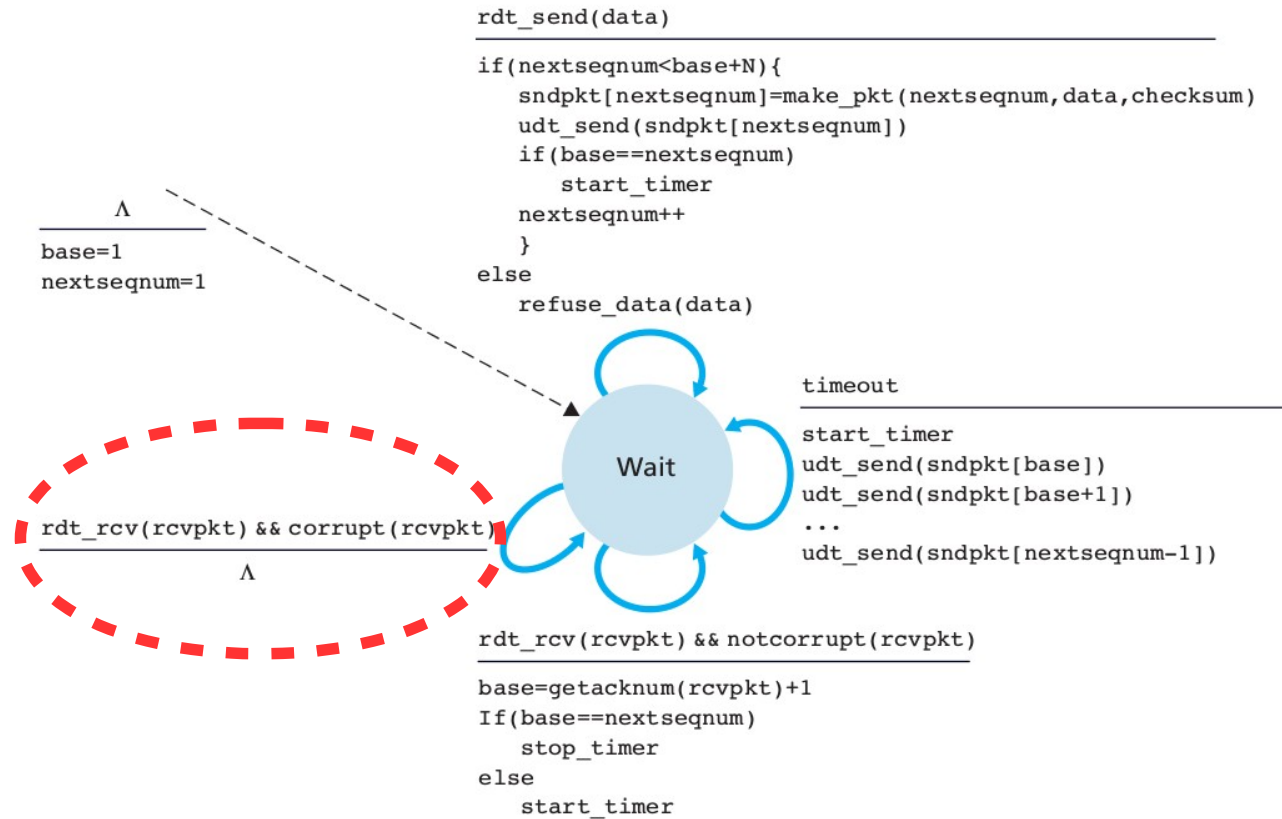 rdt_send(data)
if(nextseqnum<base+N){
sndpkt[nextseqnum]=make_pkt(nextseqnum,data,checksum)
udt_send(sndpkt[nextseqnum])
if(base==nextseqnum)
start_timer
nextseqnum++
}
else
refuse_data(data)
Λ
base=1
nextseqnum=1
Wait
timeout
start_timer
udt_send(sndpkt[base])
udt_send(sndpkt[base+1])
...
udt_send(sndpkt[nextseqnum-1])
rdt_rcv(rcvpkt) && corrupt(rcvpkt)
Λ
rdt_rcv(rcvpkt) && notcorrupt(rcvpkt)
base=getacknum(rcvpkt)+1
If(base==nextseqnum)
stop_timer
else
start_timer